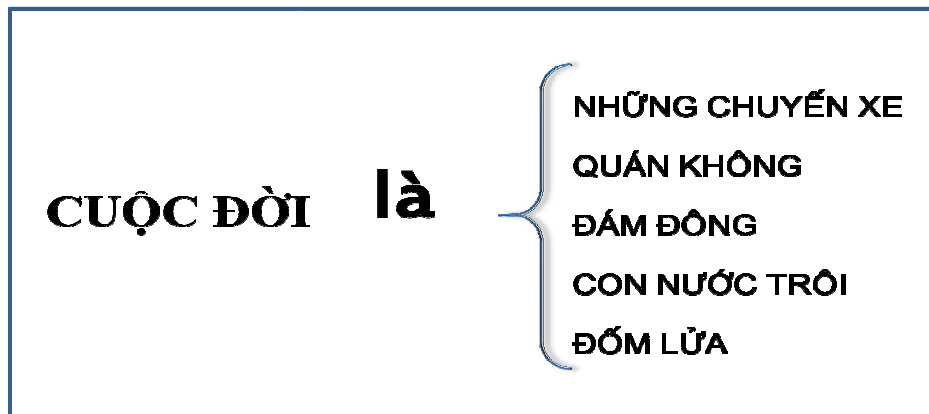 CUỘC ĐỜI là
NHỮNG CHUYẾN XE
QUÁN KHÔNG
ĐÁM ĐÔNG
CON NƯỚC TRÔI
ĐỐM LỬA